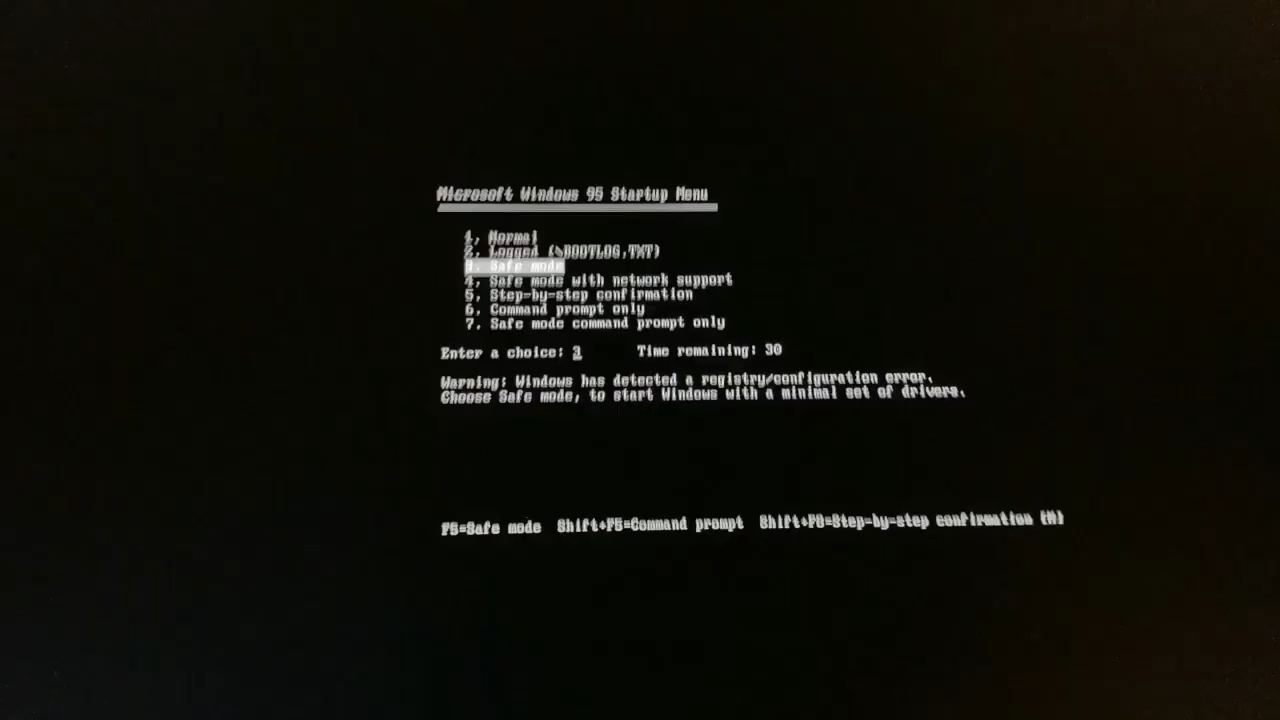 Microsoft Windows 95 Startup Menu
1. Normal
2. Logged (\BOOTLOG.TXT)
3. Safe mode
4. Safe mode with network support
5. Step-by-step confirmation
6. Command prompt only
7. Safe mode command prompt only
Enter a choice: 3 Time remaining: 30
Warning: Windows has detected a registry/configuration error.
Choose Safe mode, to start Windows with a minimal set of drivers.
F5=Safe mode Shift+F5=Command prompt Shift+F8=Step-by-step confirmation [N]